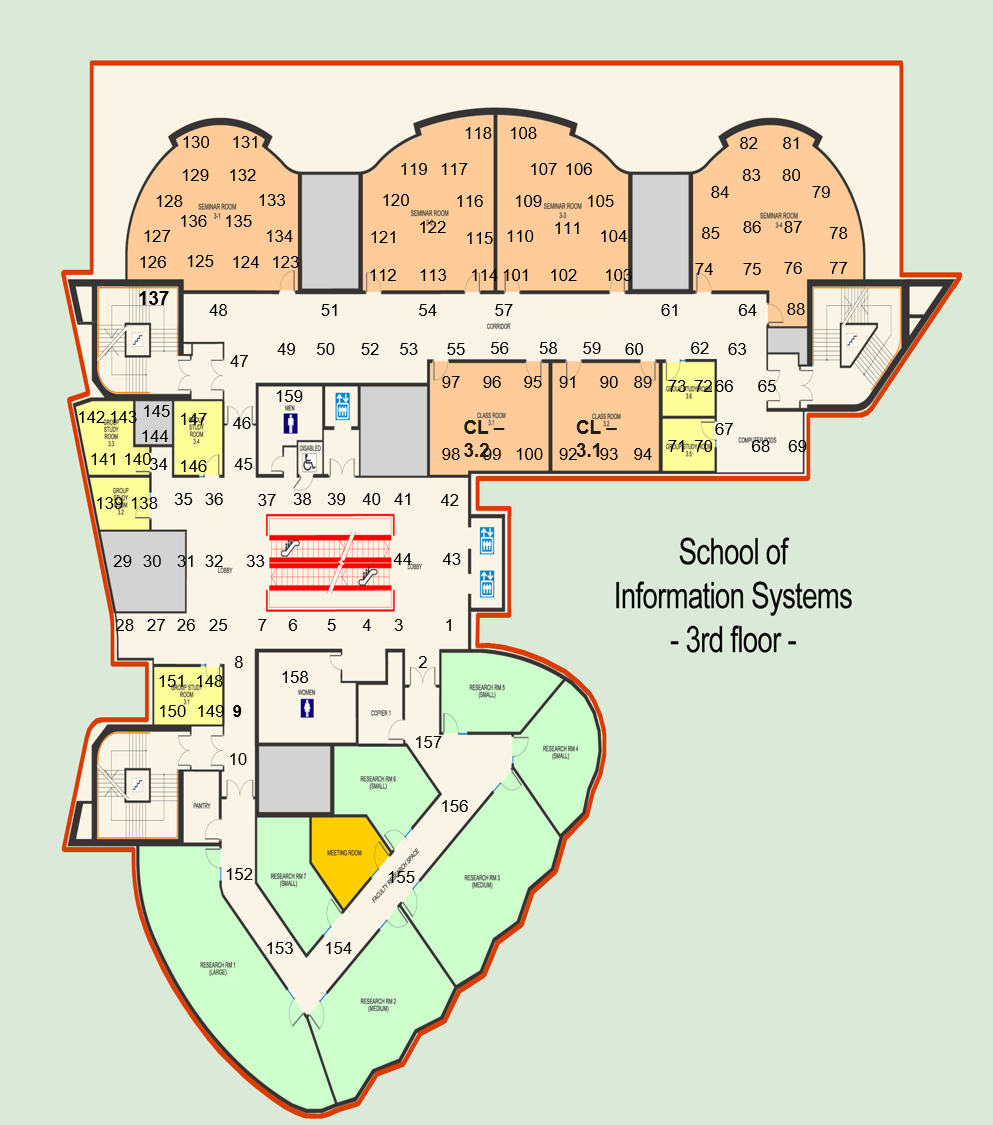 130 131 118 108 82 81
129 132 119 117 107 106 83 80
128 133 120 116 109 105 84 79
SEMINAR ROOM
3-1
SEMINAR ROOM
SEMINAR ROOM
3-3
SEMINAR ROOM
3-4
136 135 122 111 86 87
127 134 121 115 110 104 85 78
126 125 124 123 112 113 114 101 102 103 74 75 76 77
137
48 51 54 57 61 64 88
CORRIDOR
47 49 50 52 53 55 56 58 59 60 62 63
97 96 95 91 90 89 73 72 66 65
GROUP STUDY ROOM
3.6
159
MEN
142 143 145 147 46
GROUP
STUDY
ROOM
3.3
STUDY
ROOM
3.4
CLASS ROOM
3.1
CLASS ROOM
3.2
CL –
3.2
CL –
3.1
144 67
COMPUTER PODS
DISABLED
71 70 68 69
GROUP STUDY ROOM
3.5
141 140 34 146 45 98 99 100 92 93 94
139 138 35 36 37 38 39 40 41 42
GROUP
STUDY
ROOM
3.2
29 30 31 32 33 44 43
LOBBY
LOBBY
School of
Information Systems
- 3rd floor -
28 27 26 25 7 6 5 4 3 1
8 2
151 148 158
GROUP STUDY
ROOM
3.1
WOMEN
RESEARCH RM 5
(SMALL)
150 149 9
COPIER 1
157
10
RESEARCH RM 4
(SMALL)
RESEARCH RM 6
(SMALL)
PANTRY
156
MEETING ROOM
152
RESEARCH RM 7
(SMALL)
155
FACULTY RESEARCH SPACE
RESEARCH RM 3
(MEDIUM)
153 154
RESEARCH RM 1
(LARGE)
RESEARCH RM 2
(MEDIUM)